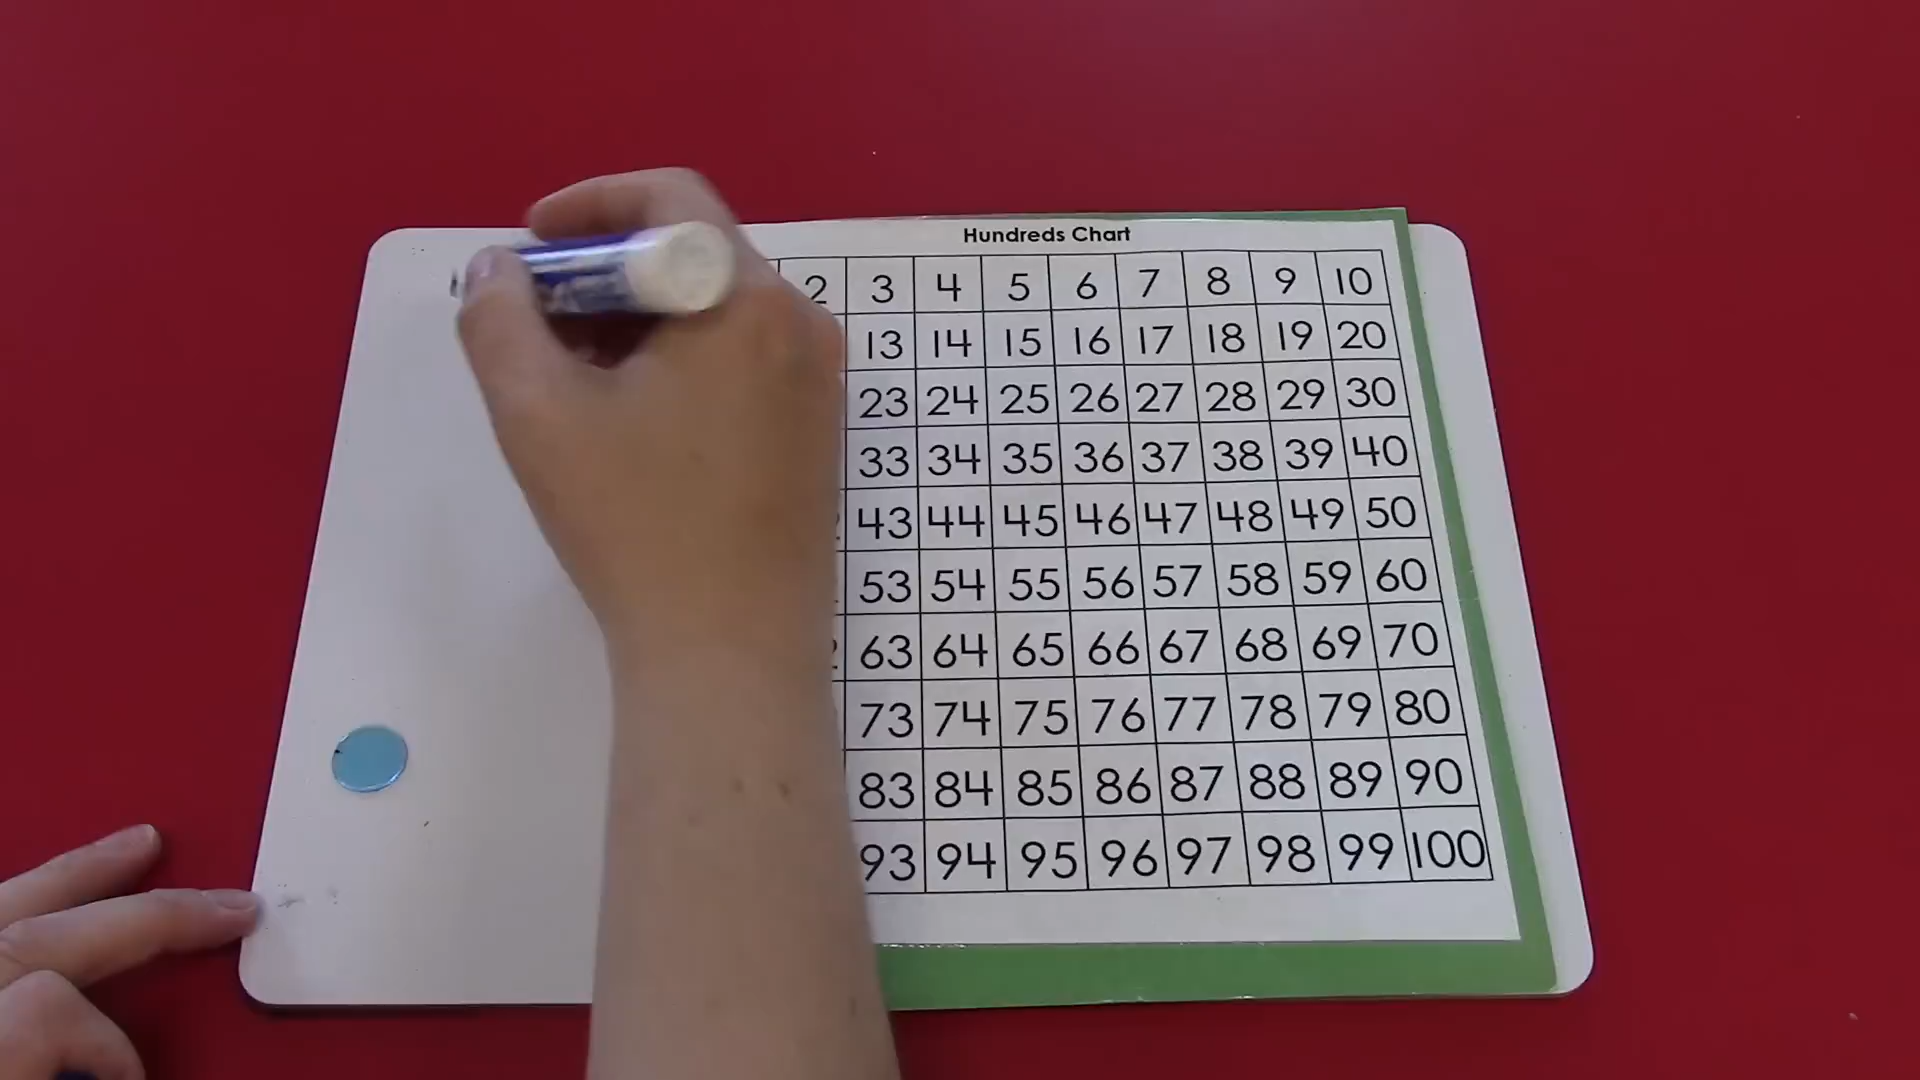 Hundreds Chart
2 3 4 5 6 7 8 9 10
13 14 15 16 17 18 19 20
23 24 25 26 27 28 29 30
33 34 35 36 37 38 39 40
43 44 45 46 47 48 49 50
53 54 55 56 57 58 59 60
63 64 65 66 67 68 69 70
73 74 75 76 77 78 79 80
83 84 85 86 87 88 89 90
93 94 95 96 97 98 99 100